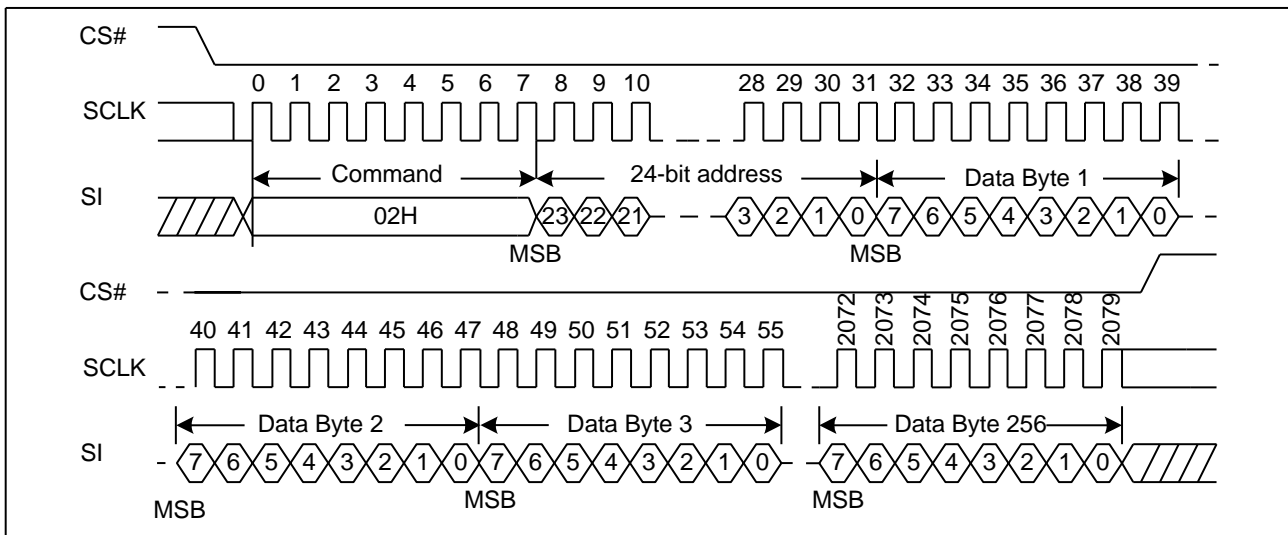 CS#
0 1 2 3 4 5 6 7 8 9 10 28 29 30 31 32 33 34 35 36 37 38 39
SCLK
Command 24-bit address Data Byte 1
SI
02H 23 22 21 3 2 1 0 7 6 5 4 3 2 1 0
MSB MSB
CS#
40 41 42 43 44 45 46 47 48 49 50 51 52 53 54 55 2072 2073 2074 2075 2076 2077 2078 2079
SCLK
Data Byte 2 Data Byte 3 Data Byte 256
SI
7 6 5 4 3 2 1 0 7 6 5 4 3 2 1 0 7 6 5 4 3 2 1 0
MSB MSB MSB